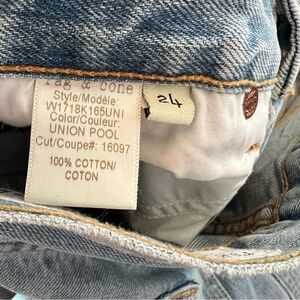 rag & bone
Style/Modèle:
W1718K165UNI
Color/Couleur:
UNION POOL
Cut/Coupe#: 16097
100% COTTON/
COTON
24